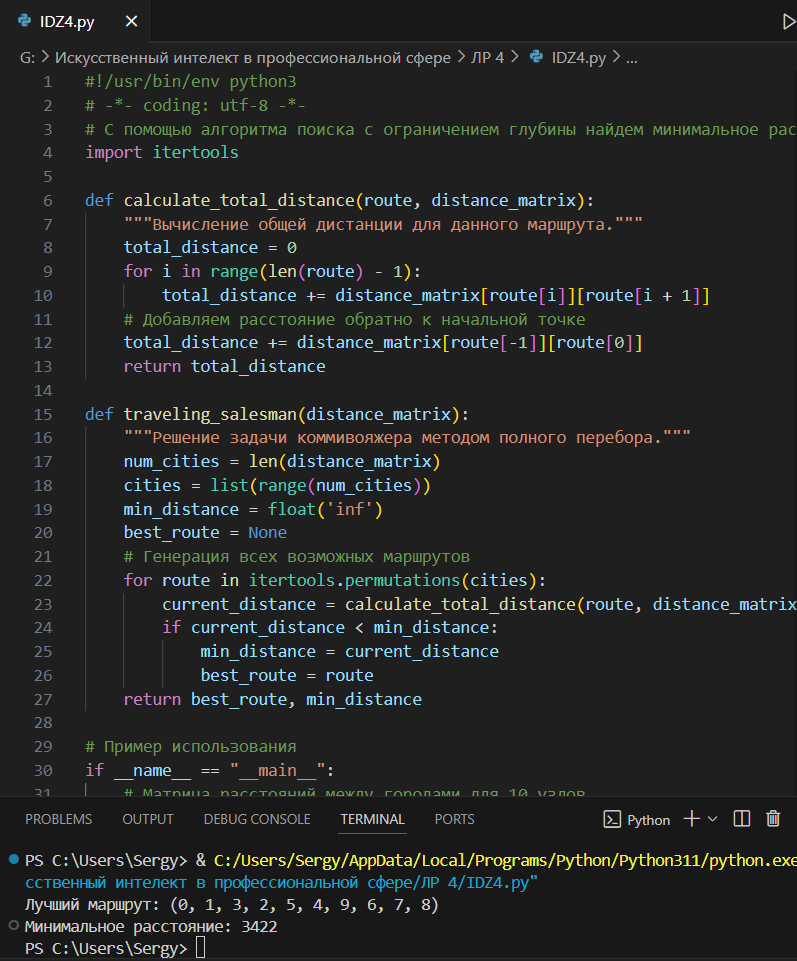 IDZ4.py ×
G: > Искусственный интелект в профессиональной сфере > ЛР 4 > IDZ4.py > ...
1 #!/usr/bin/env python3
2 # -*- coding: utf-8 -*-
3 # С помощью алгоритма поиска с ограничением глубины найдем минимальное рас
4 import itertools
5
6 def calculate_total_distance(route, distance_matrix):
7 """Вычисление общей дистанции для данного маршрута."""
8 total_distance = 0
9 for i in range(len(route) - 1):
10 total_distance += distance_matrix[route[i]][route[i + 1]]
11 # Добавляем расстояние обратно к начальной точке
12 total_distance += distance_matrix[route[-1]][route[0]]
13 return total_distance
14
15 def traveling_salesman(distance_matrix):
16 """Решение задачи коммивояжера методом полного перебора."""
17 num_cities = len(distance_matrix)
18 cities = list(range(num_cities))
19 min_distance = float('inf')
20 best_route = None
21 # Генерация всех возможных маршрутов
22 for route in itertools.permutations(cities):
23 current_distance = calculate_total_distance(route, distance_matrix
24 if current_distance < min_distance:
25 min_distance = current_distance
26 best_route = route
27 return best_route, min_distance
28
29 # Пример использования
30 if __name__ == "__main__":
31 # Матрица расстояний между городами для 10 узлов
PROBLEMS OUTPUT DEBUG CONSOLE TERMINAL PORTS Python
PS C:\Users\Sergy> & C:/Users/Sergy/AppData/Local/Programs/Python/Python311/python.exe
сственный интелект в профессиональной сфере/ЛР 4/IDZ4.py"
Лучший маршрут: (0, 1, 3, 2, 5, 4, 9, 6, 7, 8)
Минимальное расстояние: 3422
PS C:\Users\Sergy>